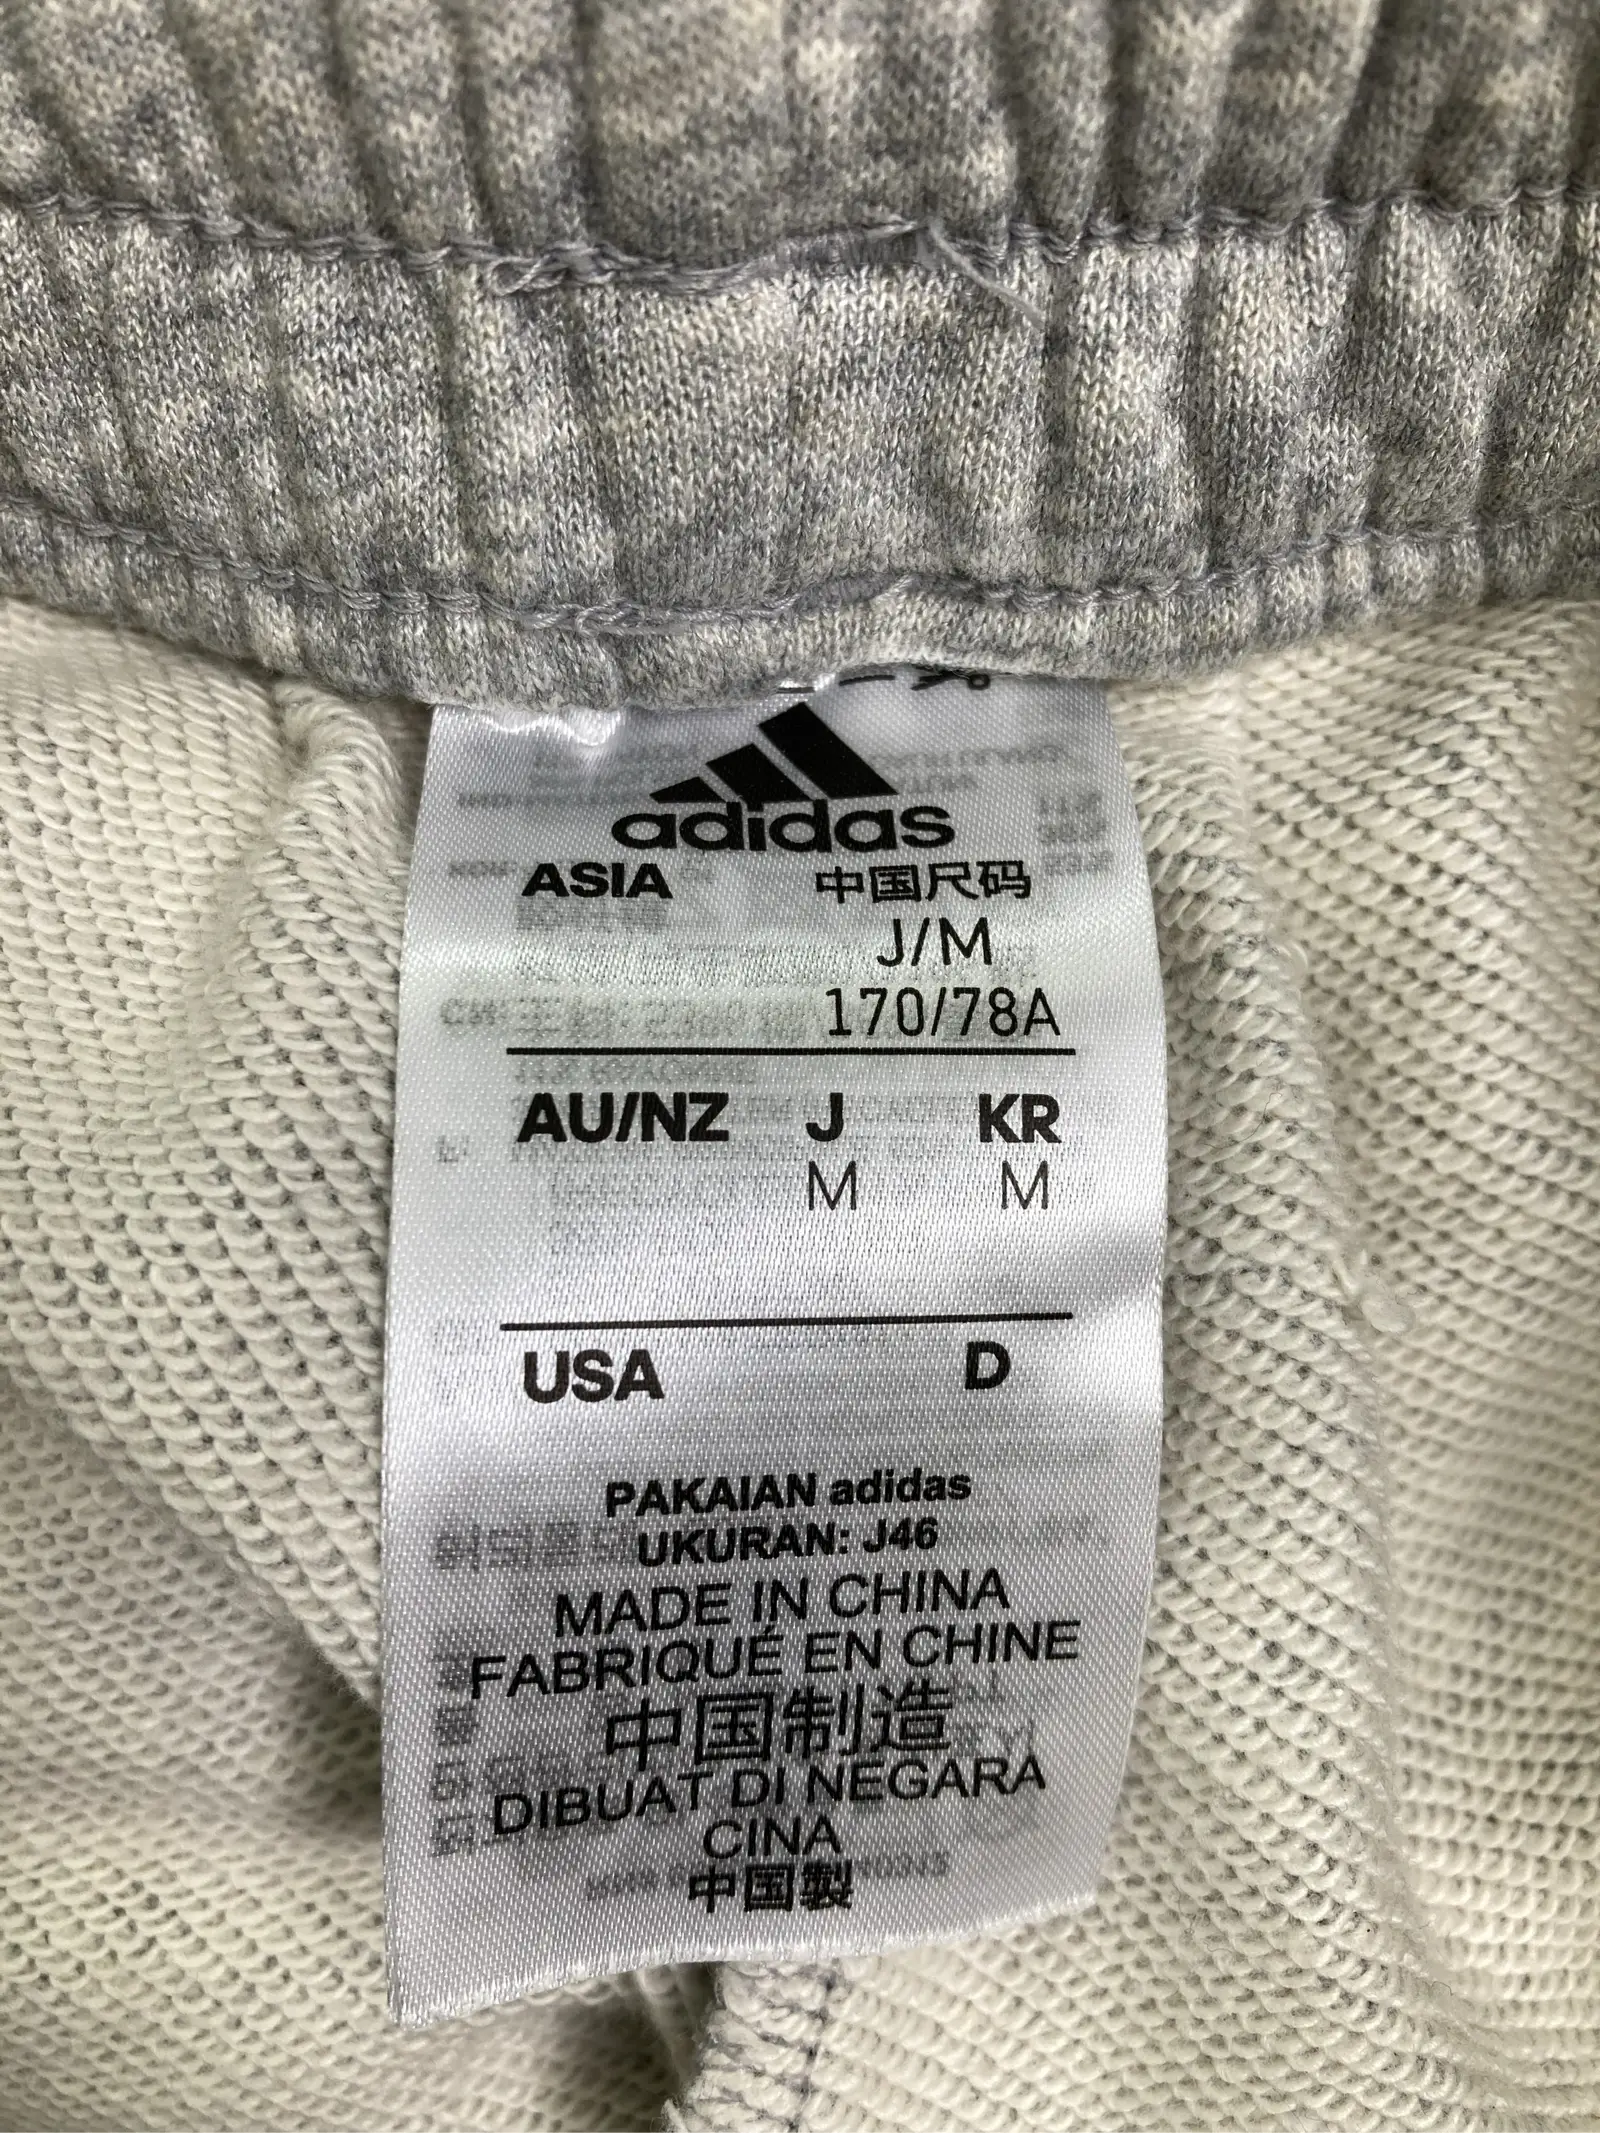 adidas
ASIA 中国尺码
J/M
170/78A
AU/NZ J KR
M M
USA D
PAKAIAN adidas
UKURAN: J46
MADE IN CHINA
FABRIQUÉ EN CHINE
中国制造
DIBUAT DI NEGARA
CINA
中国製